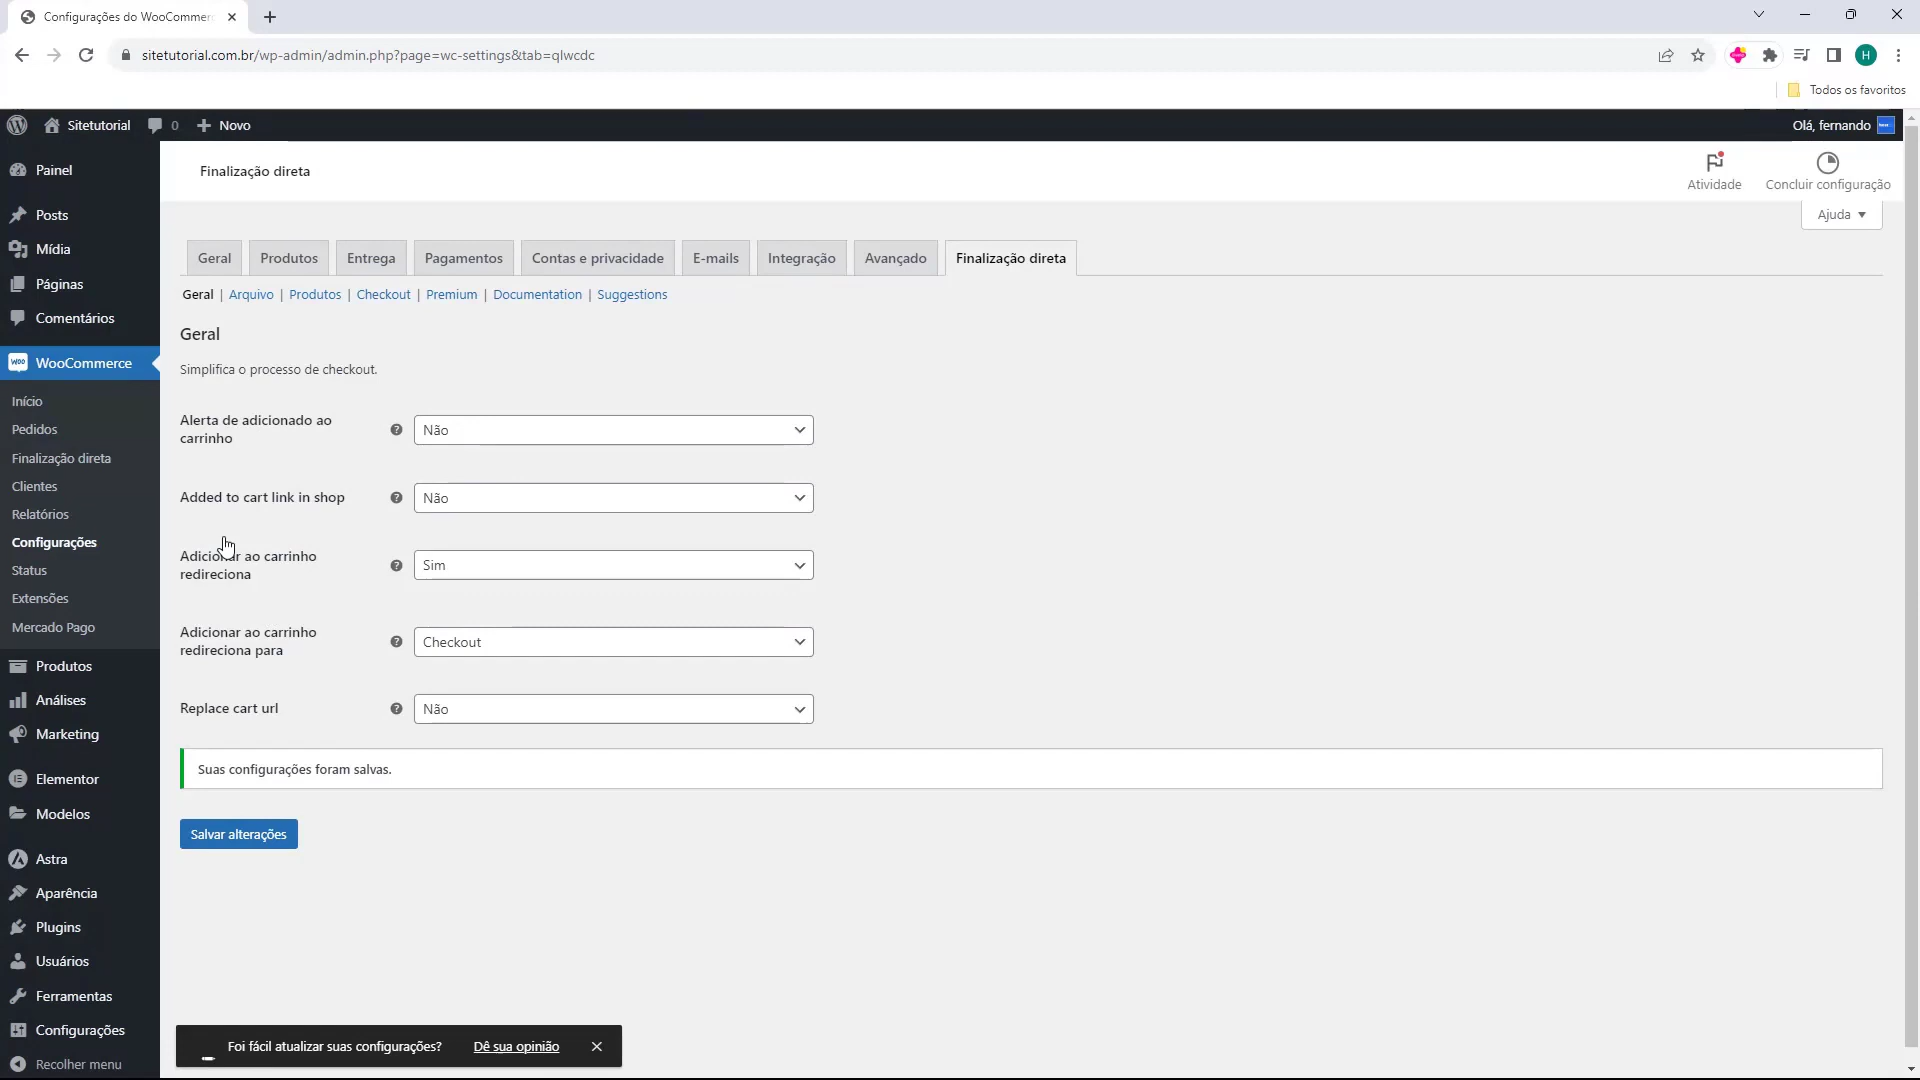 Configurações do WooCommer
sitetutorial.com.br/wp-admin/admin.php?page=wc-settings&tab=qlwcdc
H
Todos os favoritos
Sitetutorial
0
Novo
Olá, fernando
Painel
Posts
Mídia
Páginas
Comentários
WooCommerce
Início
Pedidos
Finalização direta
Clientes
Relatórios
Configurações
Status
Extensões
Mercado Pago
Produtos
Análises
Marketing
Elementor
Modelos
Astra
Aparência
Plugins
Usuários
Ferramentas
Configurações
Recolher menu
Finalização direta
Atividade
Concluir configuração
Ajuda
Geral
Produtos
Entrega
Pagamentos
Contas e privacidade
E-mails
Integração
Avançado
Finalização direta
Geral | Arquivo | Produtos | Checkout | Premium | Documentation | Suggestions
Geral
Simplifica o processo de checkout.
Alerta de adicionado ao
carrinho
Não
Added to cart link in shop
Não
Adicionar ao carrinho
redireciona
Sim
Adicionar ao carrinho
redireciona para
Checkout
Replace cart url
Não
Suas configurações foram salvas.
Salvar alterações
Foi fácil atualizar suas configurações?
Dê sua opinião